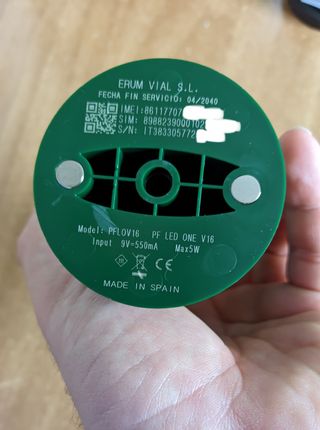 ERUM VIAL S.L.
FECHA FIN SERVICIO: 04/2040
IMEI:86117707
SIM: 8988239000102
S/N: IT383305772
Model: PFLOV16 PF LED ONE V16
Input 9V⎓550mA Max5W
CE
MADE IN SPAIN